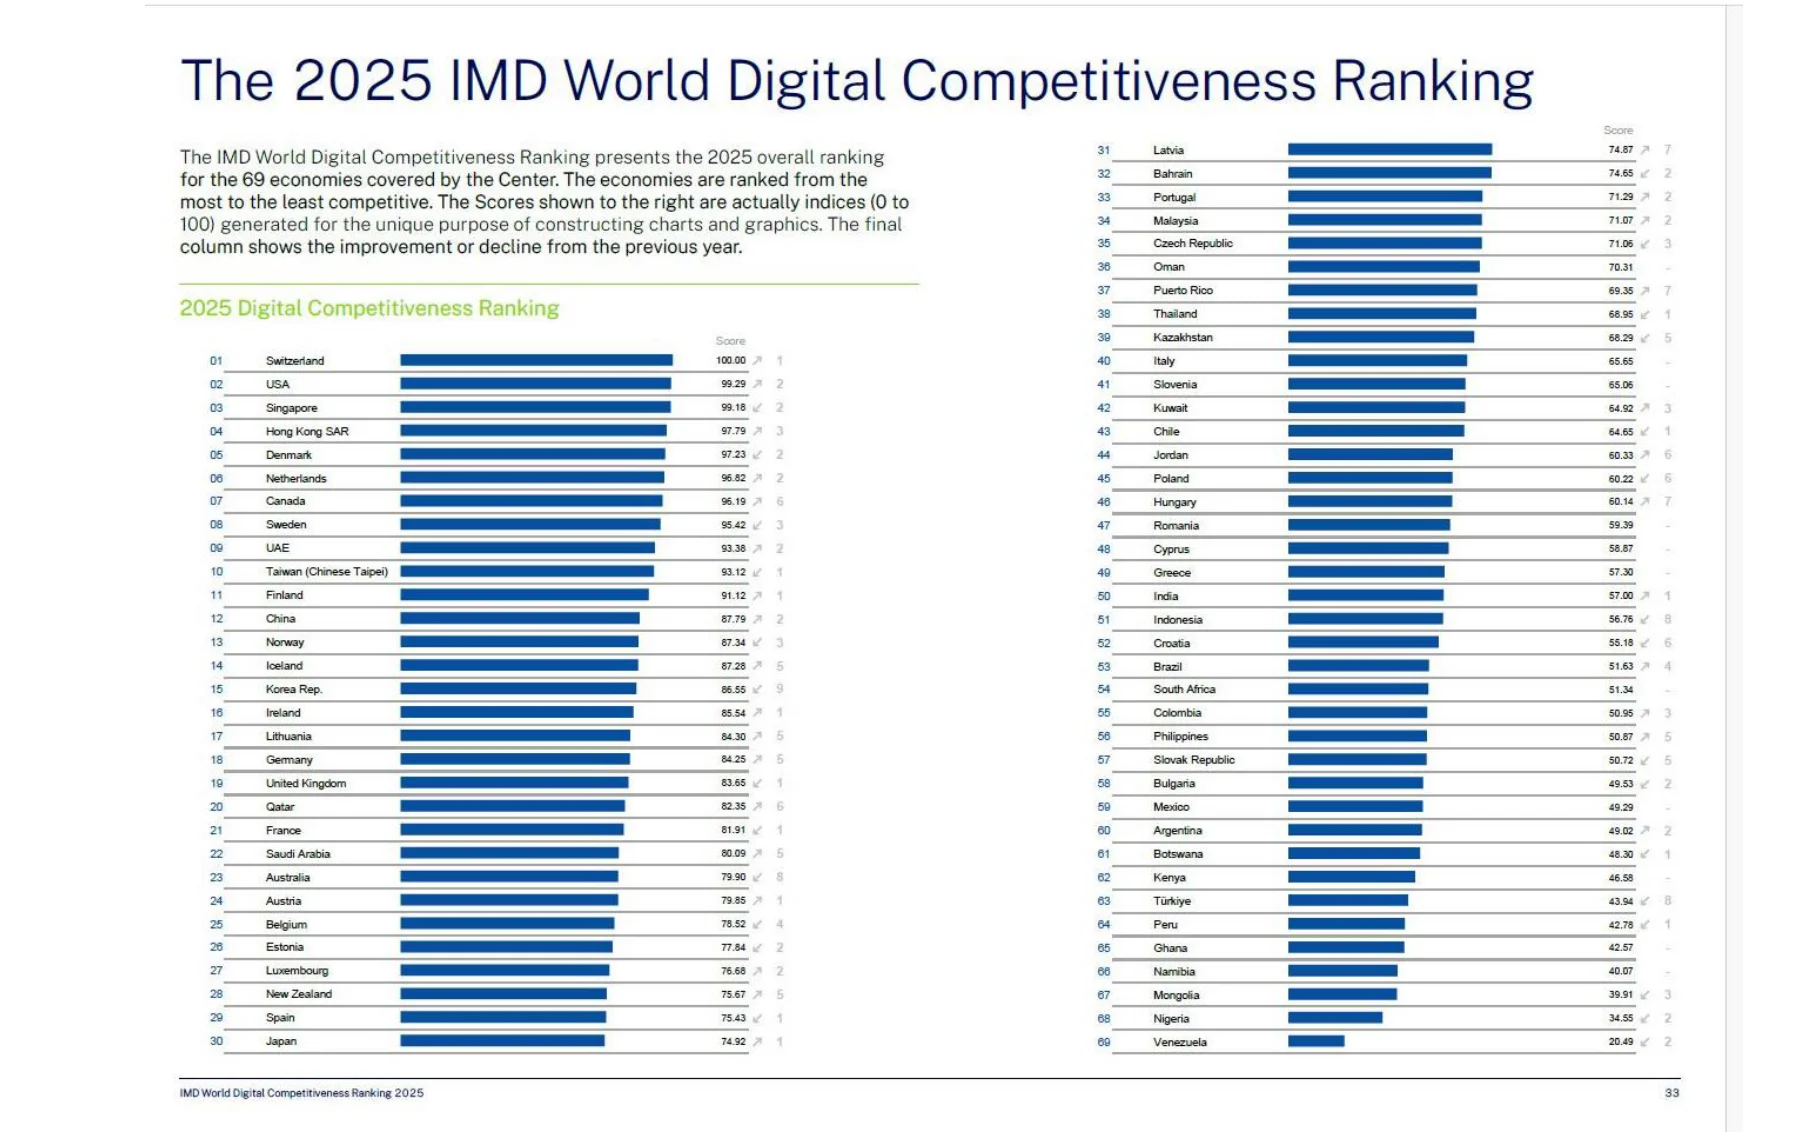 The 2025 IMD World Digital Competitiveness Ranking
The IMD World Digital Competitiveness Ranking presents the 2025 overall ranking
for the 69 economies covered by the Center. The economies are ranked from the
most to the least competitive. The Scores shown to the right are actually indices (0 to
100) generated for the unique purpose of constructing charts and graphics. The final
column shows the improvement or decline from the previous year.
2025 Digital Competitiveness Ranking
Score
01 Switzerland 100.00 ↗ 1
02 USA 99.29 ↗ 2
03 Singapore 99.18 ↙ 2
04 Hong Kong SAR 97.79 ↗ 3
05 Denmark 97.23 ↙ 2
06 Netherlands 96.82 ↗ 2
07 Canada 96.19 ↗ 6
08 Sweden 95.42 ↙ 3
09 UAE 93.38 ↗ 2
10 Taiwan (Chinese Taipei) 93.12 ↙ 1
11 Finland 91.12 ↗ 1
12 China 87.79 ↗ 2
13 Norway 87.34 ↙ 3
14 Iceland 87.28 ↗ 5
15 Korea Rep. 86.55 ↙ 9
16 Ireland 85.54 ↗ 1
17 Lithuania 84.30 ↗ 5
18 Germany 84.25 ↗ 5
19 United Kingdom 83.65 ↙ 1
20 Qatar 82.35 ↗ 6
21 France 81.91 ↙ 1
22 Saudi Arabia 80.09 ↗ 5
23 Australia 79.90 ↙ 8
24 Austria 79.85 ↗ 1
25 Belgium 78.52 ↙ 4
26 Estonia 77.84 ↙ 2
27 Luxembourg 76.68 ↗ 2
28 New Zealand 75.67 ↗ 5
29 Spain 75.43 ↙ 1
30 Japan 74.92 ↗ 1
Score
31 Latvia 74.87 ↗ 7
32 Bahrain 74.65 ↙ 2
33 Portugal 71.29 ↗ 2
34 Malaysia 71.07 ↗ 2
35 Czech Republic 71.06 ↙ 3
36 Oman 70.31 -
37 Puerto Rico 69.35 ↗ 7
38 Thailand 68.95 ↙ 1
39 Kazakhstan 68.29 ↙ 5
40 Italy 65.65 -
41 Slovenia 65.06 -
42 Kuwait 64.92 ↗ 3
43 Chile 64.65 ↙ 1
44 Jordan 60.33 ↗ 6
45 Poland 60.22 ↙ 6
46 Hungary 60.14 ↗ 7
47 Romania 59.39 -
48 Cyprus 58.87 -
49 Greece 57.30 -
50 India 57.00 ↗ 1
51 Indonesia 56.76 ↙ 8
52 Croatia 55.18 ↙ 6
53 Brazil 51.63 ↗ 4
54 South Africa 51.34 -
55 Colombia 50.95 ↗ 3
56 Philippines 50.87 ↗ 5
57 Slovak Republic 50.72 ↙ 5
58 Bulgaria 49.53 ↙ 2
59 Mexico 49.29 -
60 Argentina 49.02 ↗ 2
61 Botswana 48.30 ↙ 1
62 Kenya 46.58 -
63 Türkiye 43.94 ↙ 8
64 Peru 42.78 ↙ 1
65 Ghana 42.57 -
66 Namibia 40.07 -
67 Mongolia 39.91 ↙ 3
68 Nigeria 34.55 ↙ 2
69 Venezuela 20.49 ↙ 2
IMD World Digital Competitiveness Ranking 2025
33